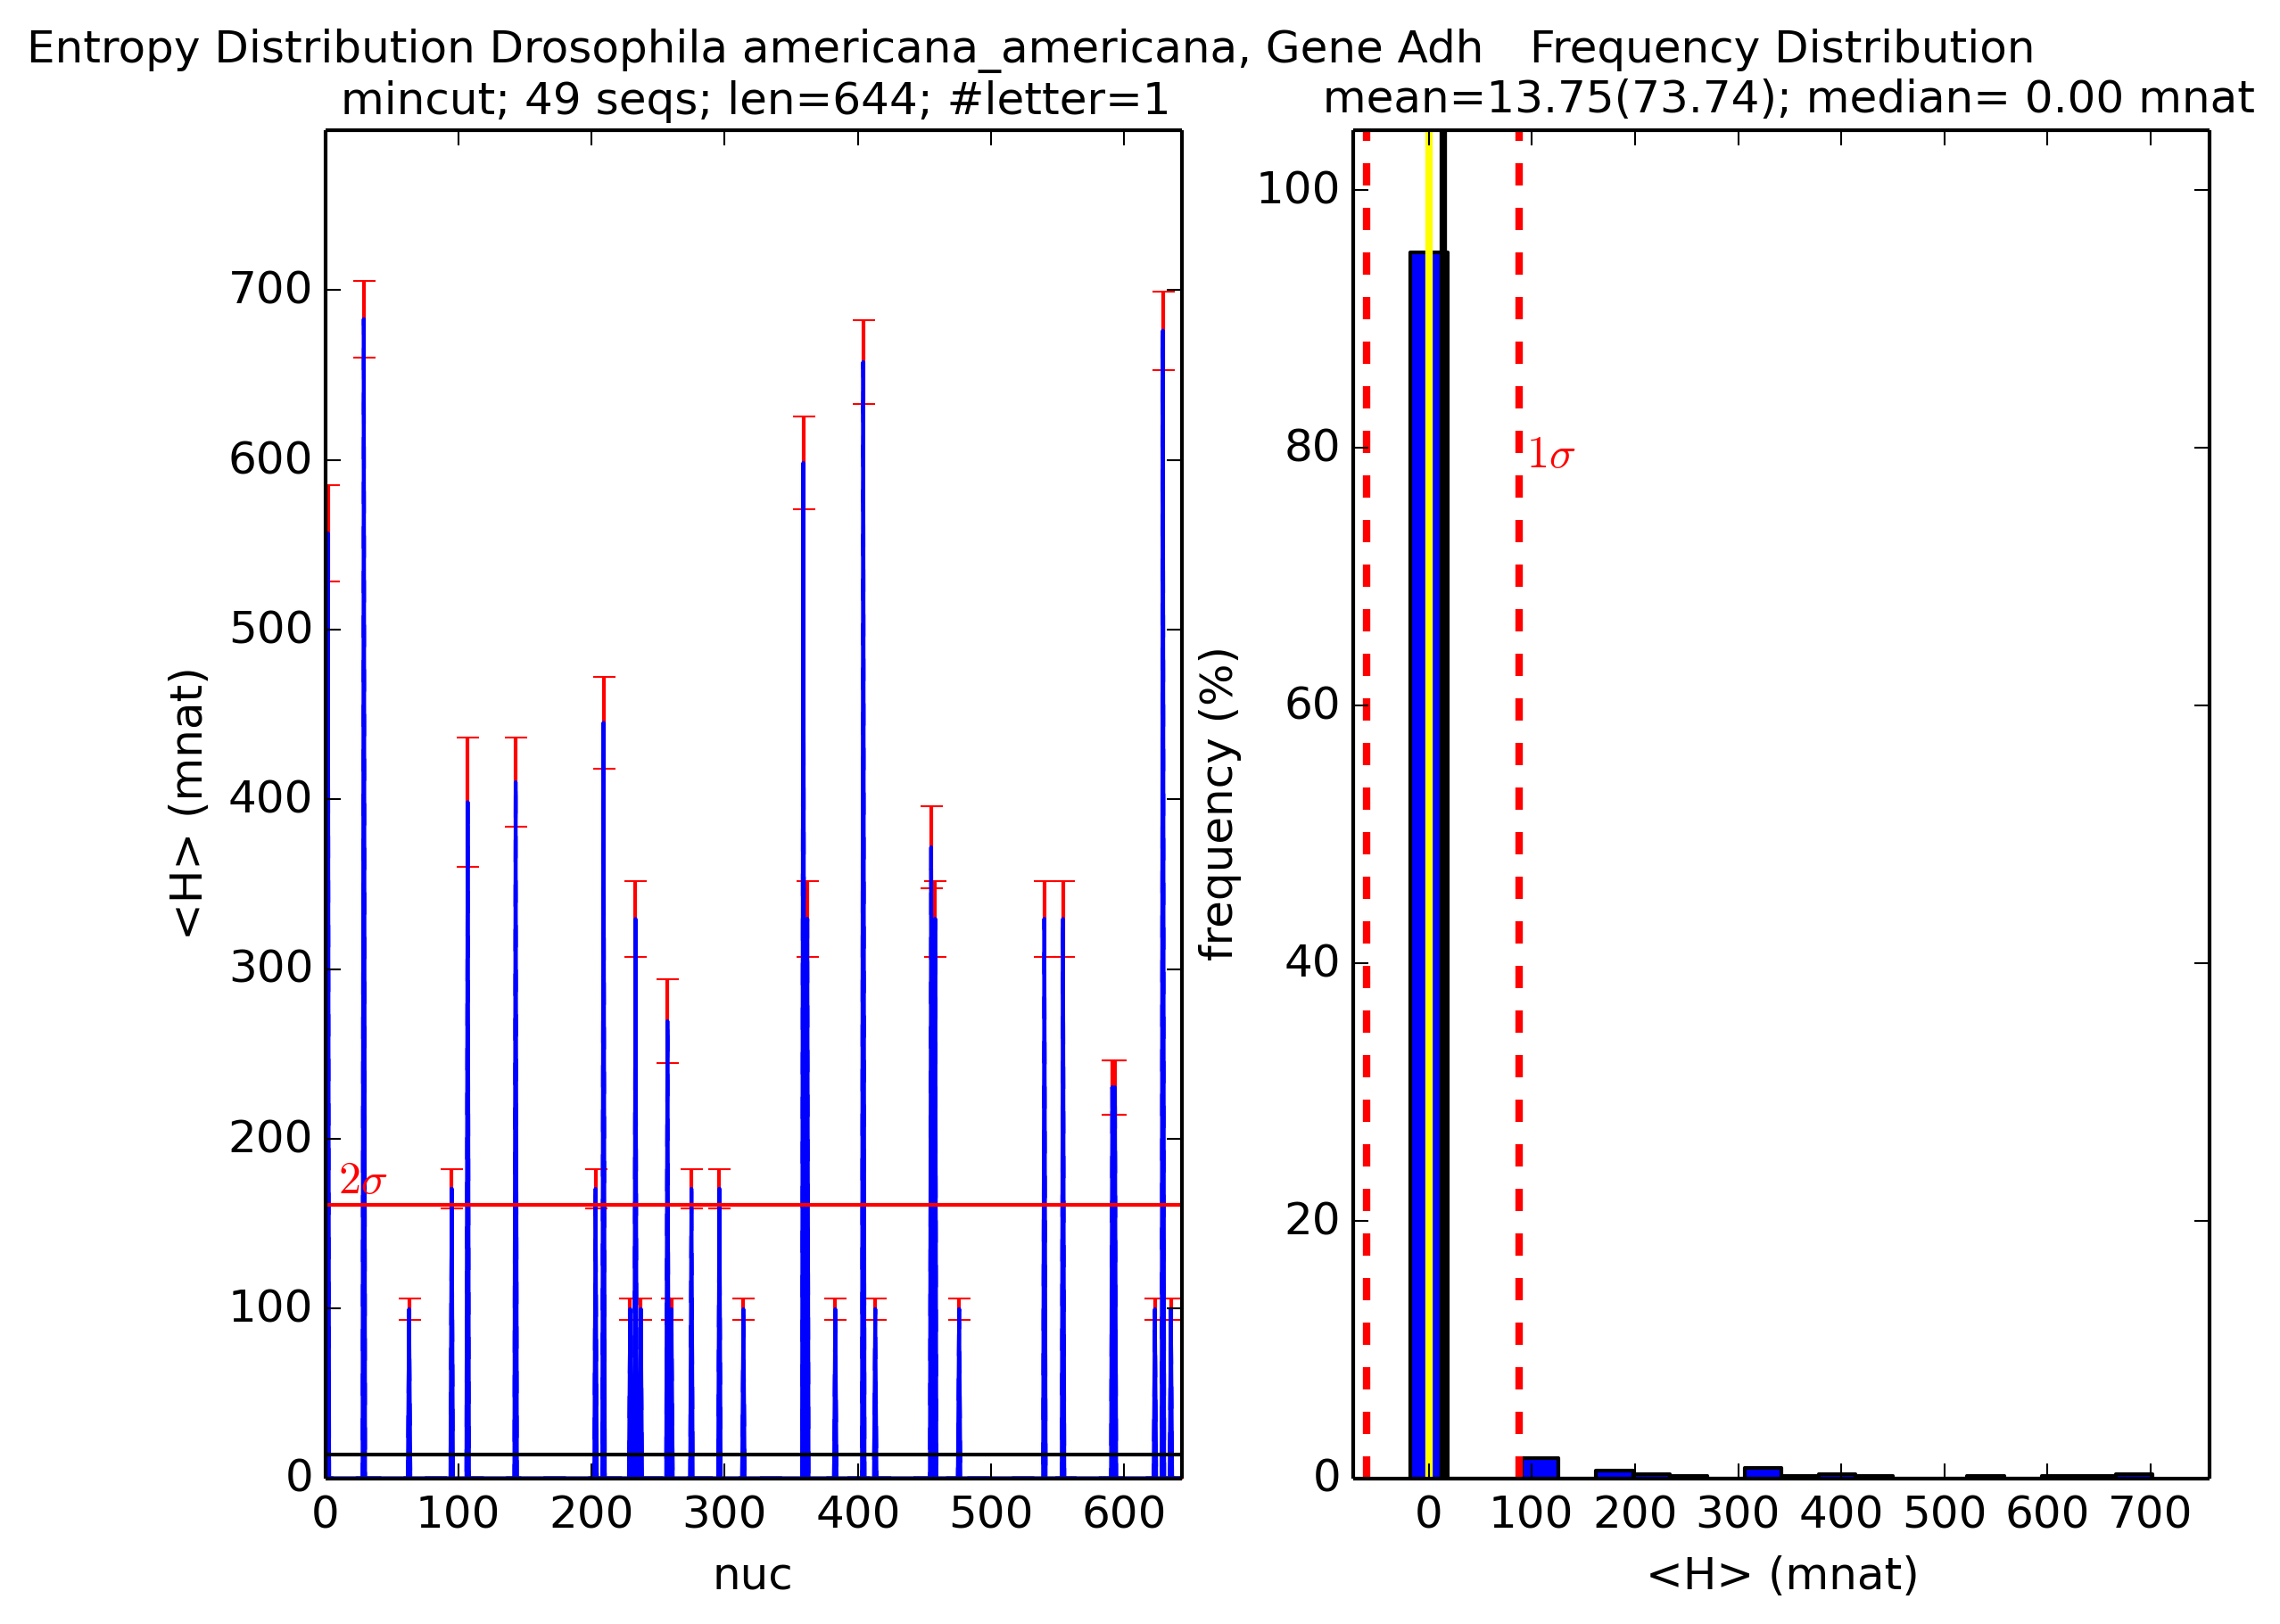 Entropy Distribution Drosophila americana_americana, Gene Adh
mincut; 49 seqs; len=644; #letter=1
<H> (mnat)
700
600
500
400
300
200
100
0
2σ
0 100 200 300 400 500 600
nuc
Frequency Distribution
mean=13.75(73.74); median= 0.00 mnat
frequency (%)
100
80
60
40
20
0
1σ
0 100 200 300 400 500 600 700
<H> (mnat)